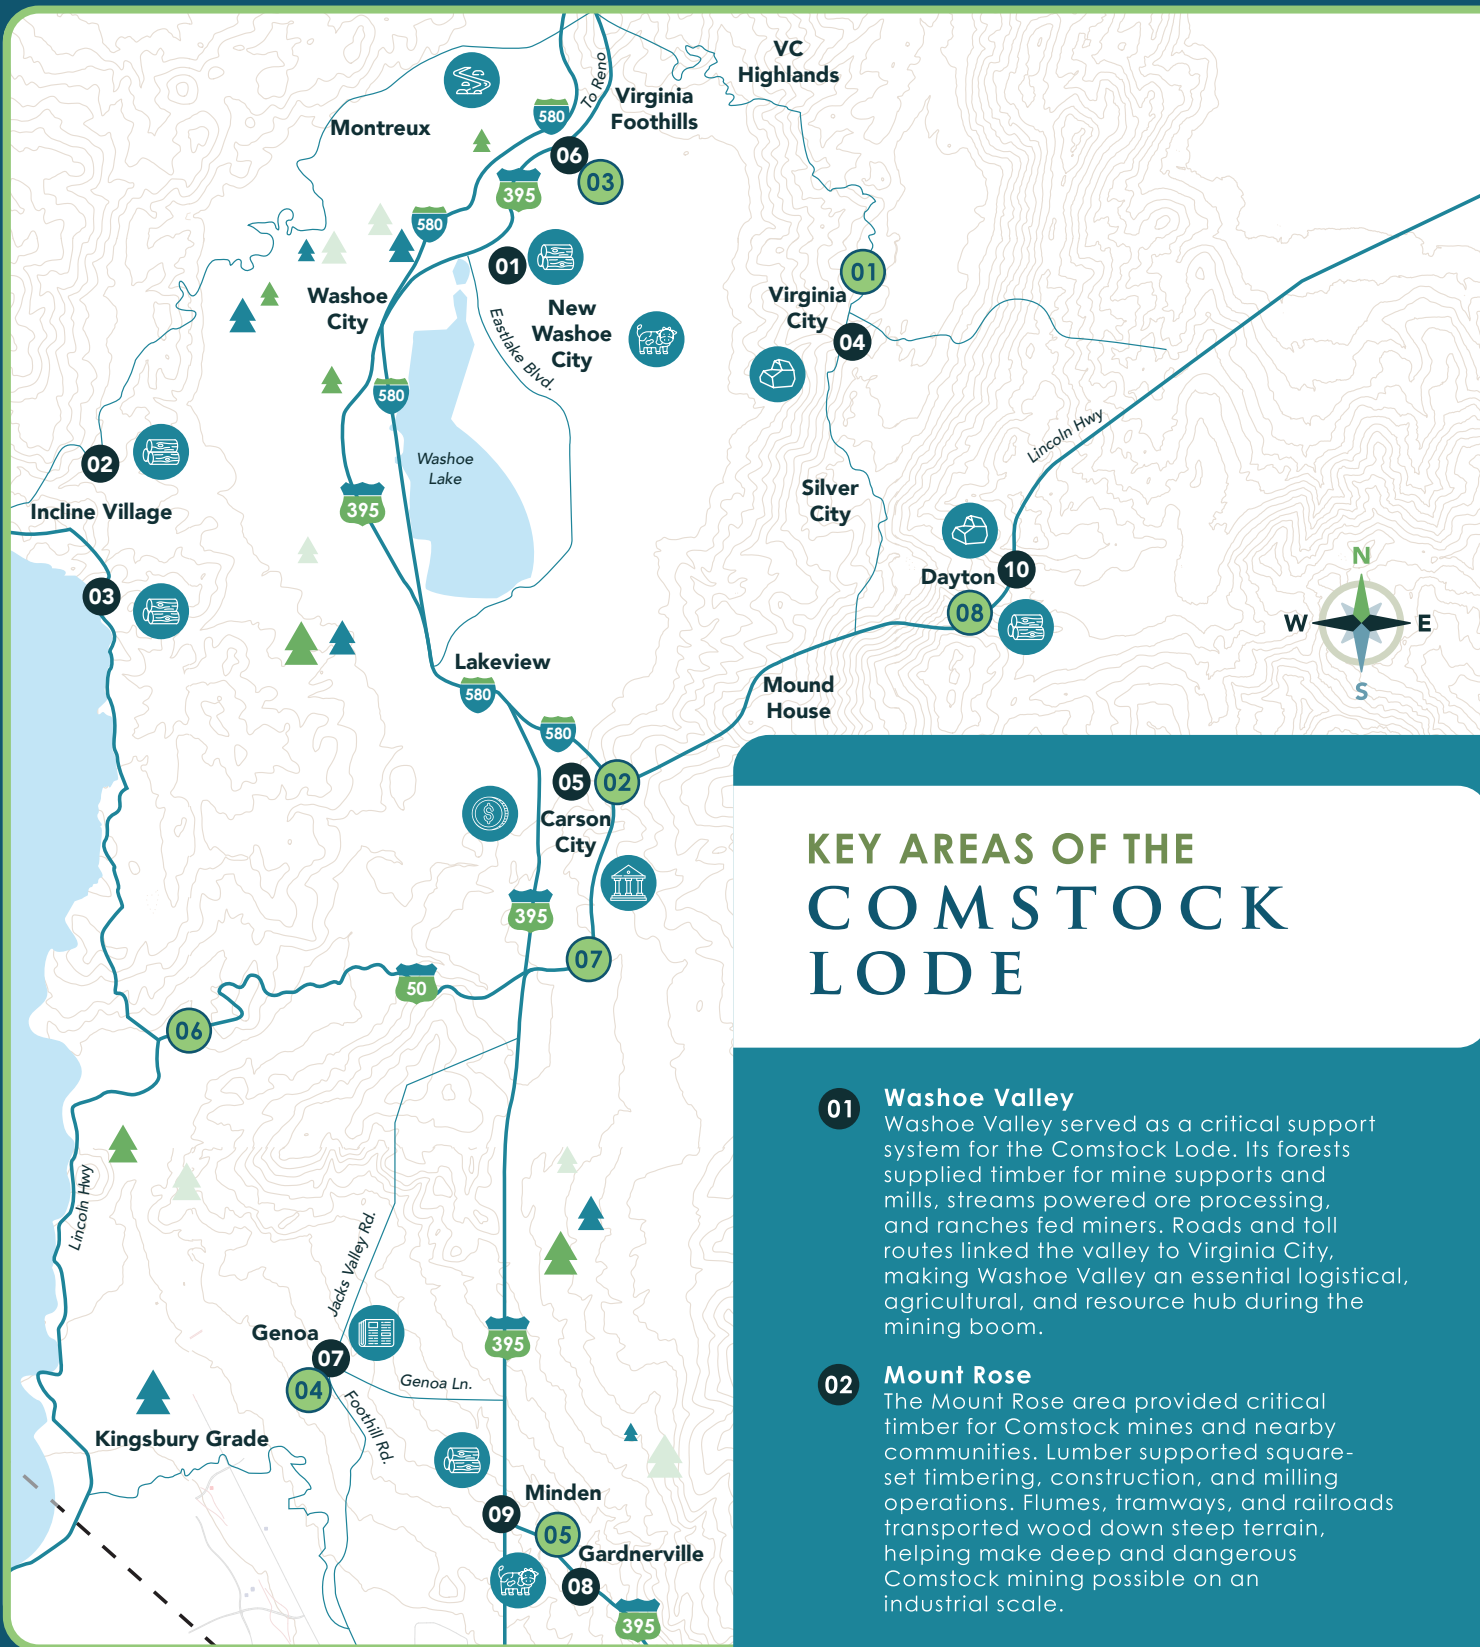 VC
Highlands
To Reno
Virginia
Foothills
Montreux
580
06
03
395
580
01
New
Washoe
City
Washoe
City
Eastlake Blvd.
580
Washoe
Lake
395
01
Virginia
City
04
Lincoln Hwy
Silver
City
02
Incline Village
03
Dayton
10
08
N
W
E
S
Lakeview
580
580
Mound
House
05
02
Carson
City
395
07
50
06
Lincoln Hwy
Jacks Valley Rd.
Genoa
07
04
Genoa Ln.
Foothill Rd.
395
Kingsbury Grade
Minden
09
05
Gardnerville
08
395
KEY AREAS OF THE
COMSTOCK
LODE
01
Washoe Valley
Washoe Valley served as a critical support
system for the Comstock Lode. Its forests
supplied timber for mine supports and
mills, streams powered ore processing,
and ranches fed miners. Roads and toll
routes linked the valley to Virginia City,
making Washoe Valley an essential logistical,
agricultural, and resource hub during the
mining boom.
02
Mount Rose
The Mount Rose area provided critical
timber for Comstock mines and nearby
communities. Lumber supported square-
set timbering, construction, and milling
operations. Flumes, tramways, and railroads
transported wood down steep terrain,
helping make deep and dangerous
Comstock mining possible on an
industrial scale.